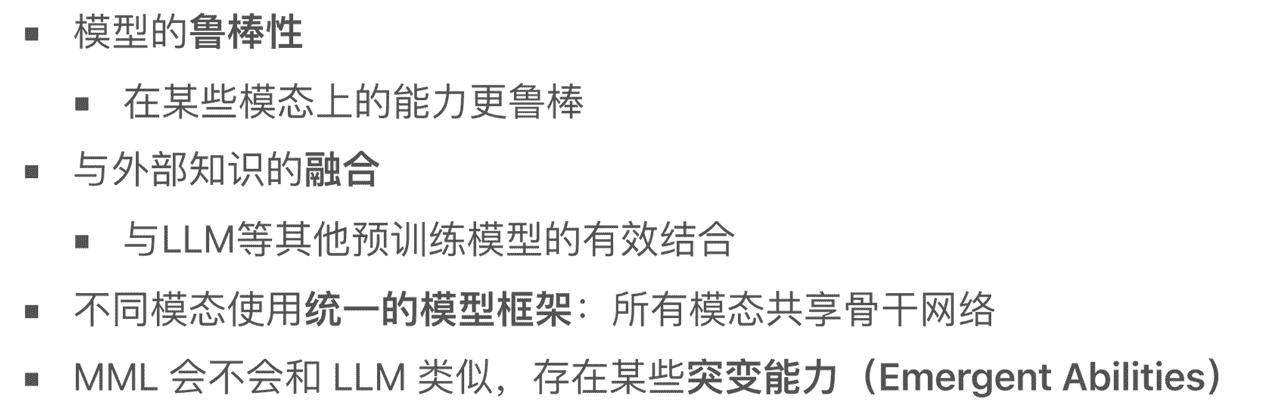 ▪ 模型的鲁棒性
▪ 在某些模态上的能力更鲁棒
▪ 与外部知识的融合
▪ 与LLM等其他预训练模型的有效结合
▪ 不同模态使用统一的模型框架：所有模态共享骨干网络
▪ MML 会不会和 LLM 类似，存在某些突变能力（Emergent Abilities）